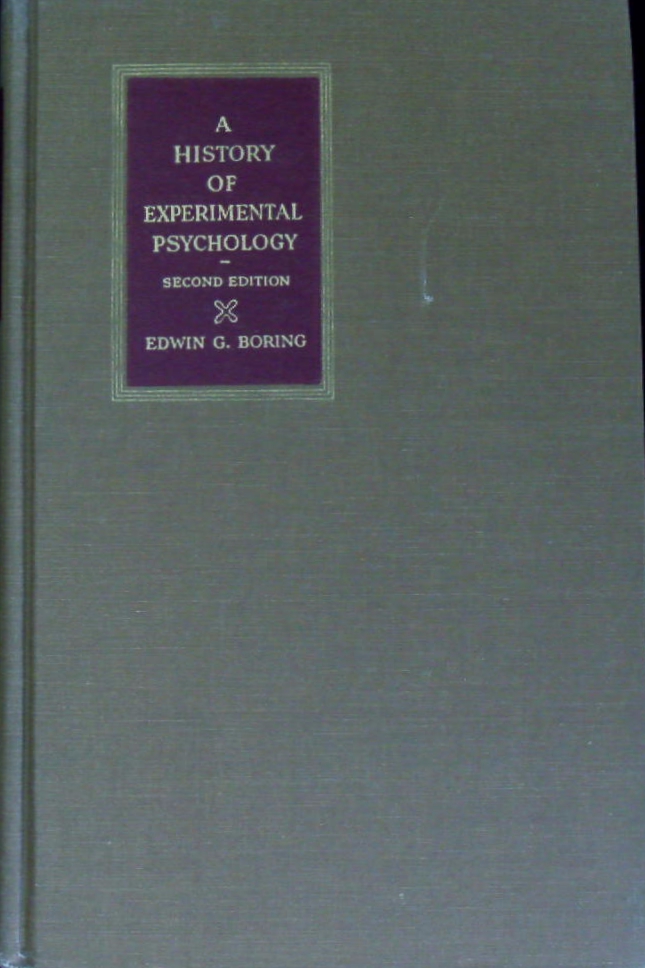 A
HISTORY
OF
EXPERIMENTAL
PSYCHOLOGY
–
SECOND EDITION
EDWIN G. BORING